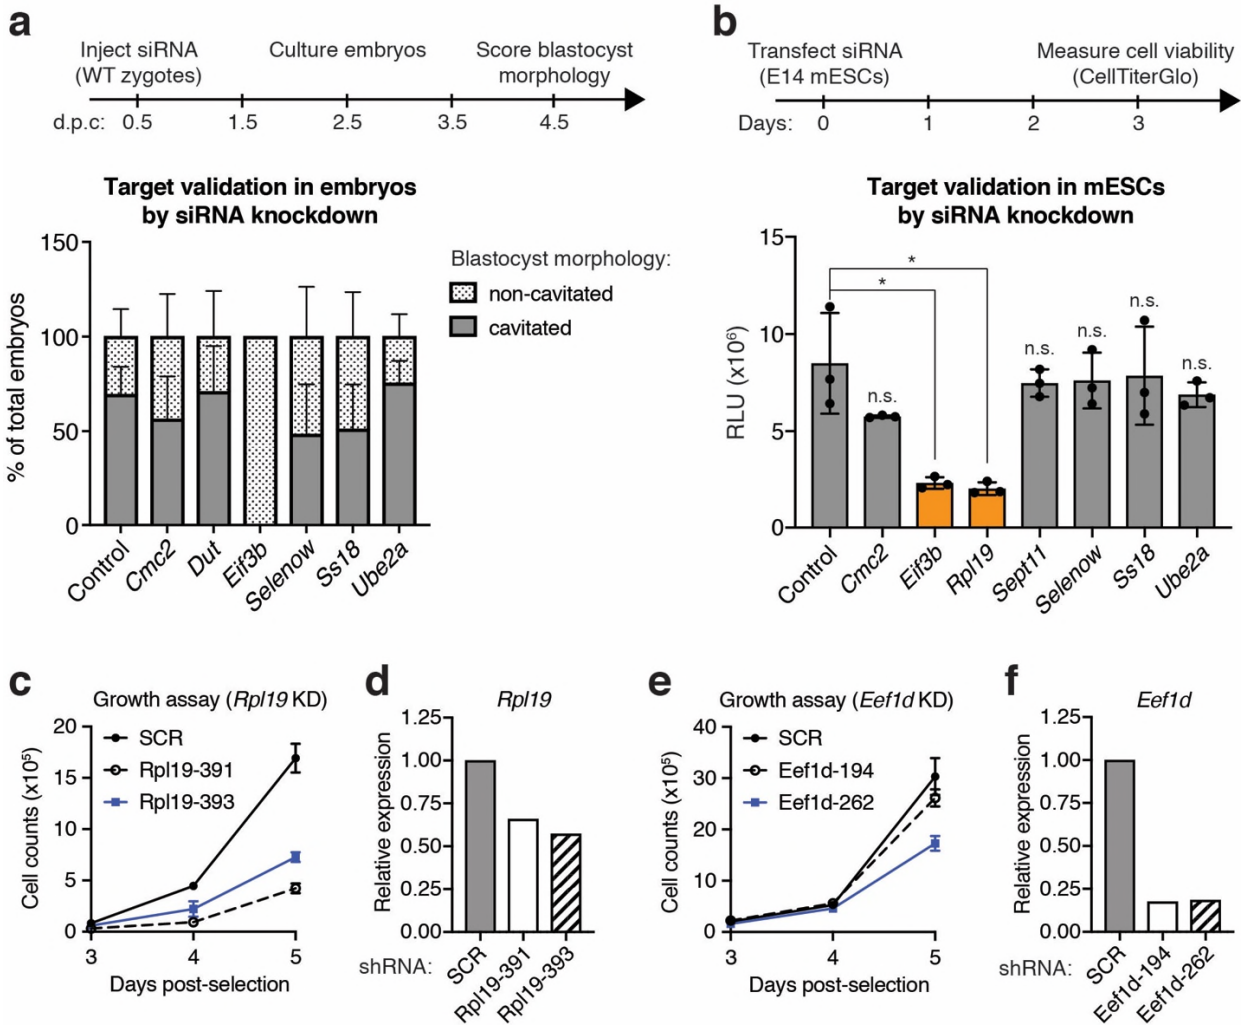 a
Inject siRNA
(WT zygotes)
Culture embryos
Score blastocyst
morphology
d.p.c: 0.5 1.5 2.5 3.5 4.5
Target validation in embryos
by siRNA knockdown
% of total embryos
150
100
50
0
Control Cmc2 Dut Eif3b Selenow Ss18 Ube2a
Blastocyst morphology:
non-cavitated
cavitated
b
Transfect siRNA
(E14 mESCs)
Measure cell viability
(CellTiterGlo)
Days: 0 1 2 3
Target validation in mESCs
by siRNA knockdown
RLU (x10⁶)
15
10
5
0
*
*
n.s.
n.s.
n.s.
n.s.
n.s.
Control Cmc2 Eif3b Rpl19 Sept11 Selenow Ss18 Ube2a
c
Growth assay (Rpl19 KD)
Cell counts (x10⁵)
20
15
10
5
0
SCR
Rpl19-391
Rpl19-393
3 4 5
Days post-selection
d
Rpl19
Relative expression
1.25
1.00
0.75
0.50
0.25
0.00
shRNA: SCR Rpl19-391 Rpl19-393
e
Growth assay (Eef1d KD)
Cell counts (x10⁵)
40
30
20
10
0
SCR
Eef1d-194
Eef1d-262
3 4 5
Days post-selection
f
Eef1d
Relative expression
1.25
1.00
0.75
0.50
0.25
0.00
shRNA: SCR Eef1d-194 Eef1d-262